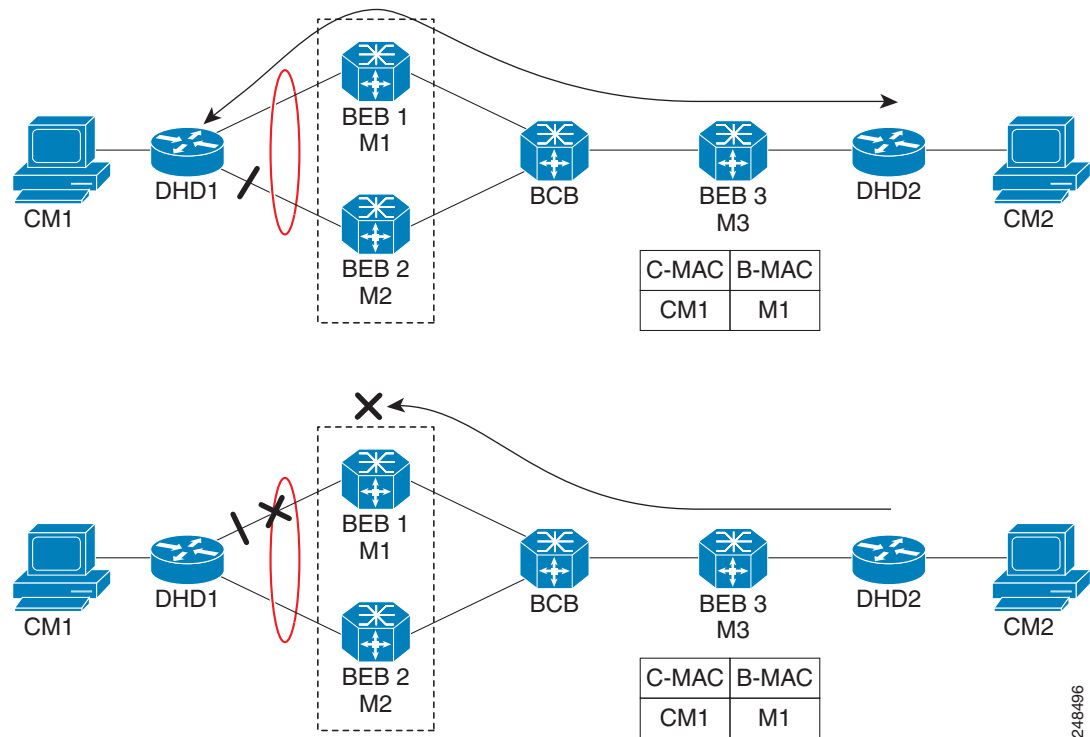 BEB 1
M1
CM1
DHD1
BEB 2
M2
BCB
BEB 3
M3
DHD2
CM2
C-MAC B-MAC
CM1 M1
BEB 1
M1
CM1
DHD1
BEB 2
M2
BCB
BEB 3
M3
DHD2
CM2
C-MAC B-MAC
CM1 M1
248496